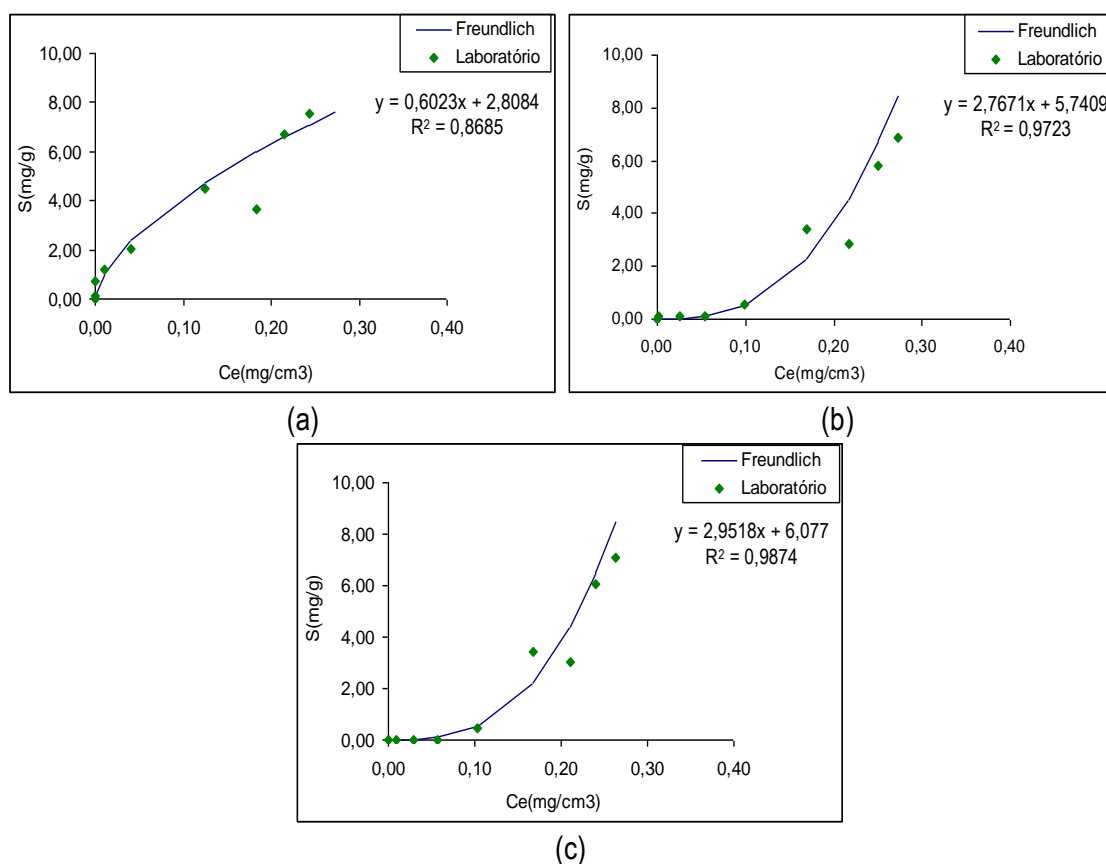 Freundlich
Laboratório
y = 0,6023x + 2,8084
R² = 0,8685
10,00
8,00
6,00
4,00
2,00
0,00
S(mg/g)
0,00 0,10 0,20 0,30 0,40
Ce(mg/cm3)
(a)
Freundlich
Laboratório
y = 2,7671x + 5,7409
R² = 0,9723
10,00
8,00
6,00
4,00
2,00
0,00
S(mg/g)
0,00 0,10 0,20 0,30 0,40
Ce(mg/cm3)
(b)
Freundlich
Laboratório
y = 2,9518x + 6,077
R² = 0,9874
10,00
8,00
6,00
4,00
2,00
0,00
S(mg/g)
0,00 0,10 0,20 0,30 0,40
Ce(mg/cm3)
(c)